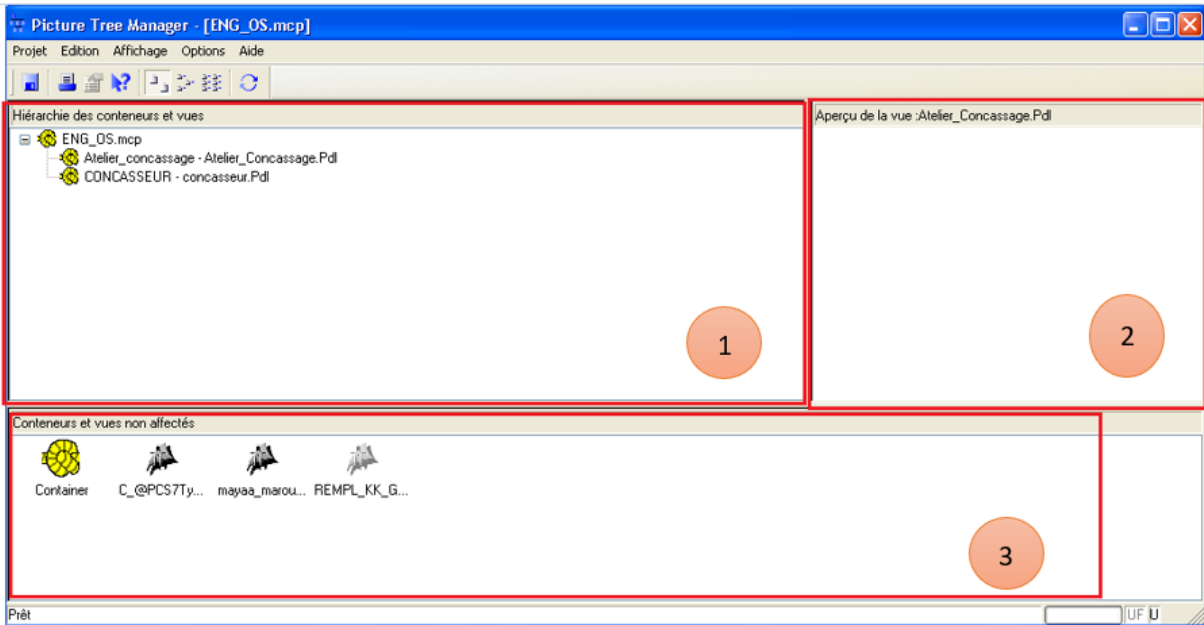 Picture Tree Manager - [ENG_OS.mcp]
Projet Edition Affichage Options Aide
Hiérarchie des conteneurs et vues
Aperçu de la vue :Atelier_Concassage.Pdl
ENG_OS.mcp
Atelier_concassage - Atelier_Concassage.Pdl
CONCASSEUR - concasseur.Pdl
1
2
Conteneurs et vues non affectés
Container C_@PCS7Ty... mayaa_marou... REMPL_KK_G...
3
Prêt UF U